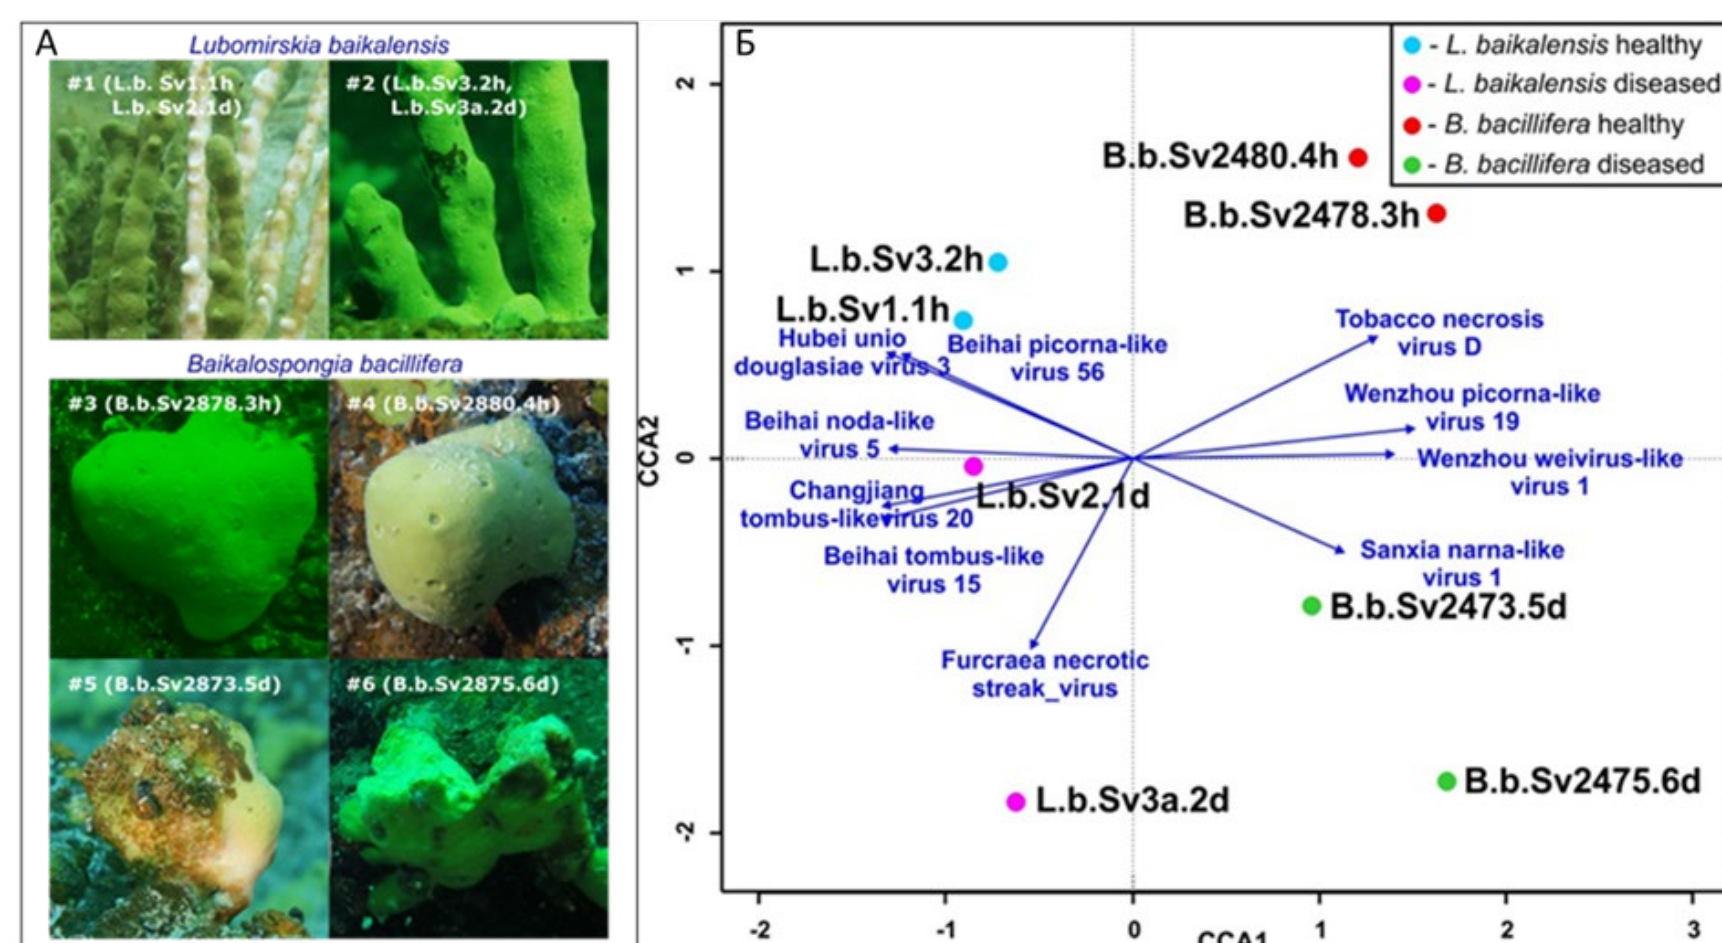 А
Lubomirskia baikalensis
#1 (L.b. Sv1.1h
L.b. Sv2.1d)
#2 (L.b.Sv3.2h,
L.b.Sv3a.2d)
Baikalospongia bacillifera
#3 (B.b.Sv2878.3h)
#4 (B.b.Sv2880.4h)
#5 (B.b.Sv2873.5d)
#6 (B.b.Sv2875.6d)
Б
- L. baikalensis healthy
- L. baikalensis diseased
- B. bacillifera healthy
- B. bacillifera diseased
2
1
0
-1
-2
CCA2
B.b.Sv2480.4h
B.b.Sv2478.3h
L.b.Sv3.2h
L.b.Sv1.1h
Hubei unio
douglasiae virus 3
Beihai picorna-like
virus 56
Tobacco necrosis
virus D
Wenzhou picorna-like
virus 19
Beihai noda-like
virus 5
Wenzhou weivirus-like
virus 1
L.b.Sv2.1d
Changjiang
tombus-likevirus 20
Beihai tombus-like
virus 15
Sanxia narna-like
virus 1
B.b.Sv2473.5d
Furcraea necrotic
streak_virus
B.b.Sv2475.6d
L.b.Sv3a.2d
-2
-1
0
1
2
3
CCA1